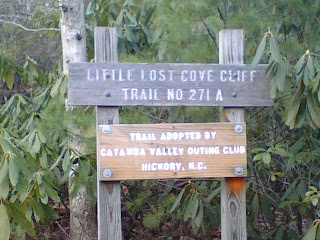 LITTLE LOST COVE CLIFF
TRAIL NO 271 A
TRAIL ADOPTED BY
CATAWBA VALLEY OUTING CLUB
HICKORY, N.C.